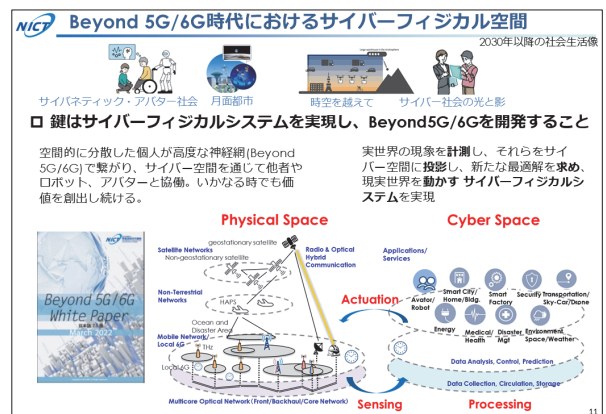 NICT
Beyond 5G/6G時代におけるサイバーフィジカル空間
2030年以降の社会生活像
サイバネティック・アバター社会
月面都市
時空を越えて
サイバー社会の光と影
鍵はサイバーフィジカルシステムを実現し、Beyond5G/6Gを開発すること
空間的に分散した個人が高度な神経網(Beyond
5G/6G)で繋がり、サイバー空間を通じて他者や
ロボット、アバターと協働。いかなる時でも価
値を創出し続ける。
実世界の現象を計測し、それらをサイ
バー空間に投影し、新たな最適解を求め、
現実世界を動かす サイバーフィジカルシ
ステムを実現
Physical Space
Cyber Space
NICT
Beyond 5G/6G
White Paper
March 2022
geostationary satellite
Satellite Networks
Non-geostationary satellite
Radio & Optical
Hybrid
Communication
Non-Terrestrial
Networks
HAPS
Ocean and
Disaster Area
Mobile Network/
Local 6G
THz
Local 6G
Multicore Optical Network (Front/Backhaul/Core Network)
Actuation
Sensing
Applications/
Services
Avator/
Robot
Smart City/
Home/Bldg.
Smart
Factory
Security
Transportation/
Sky-Car/Done
Energy
Medical/
Health
Disaster
Mgt
Environment
Space/Weather
Data Analysis, Control, Prediction
Data Collection, Circulation, Storage
Processing
11